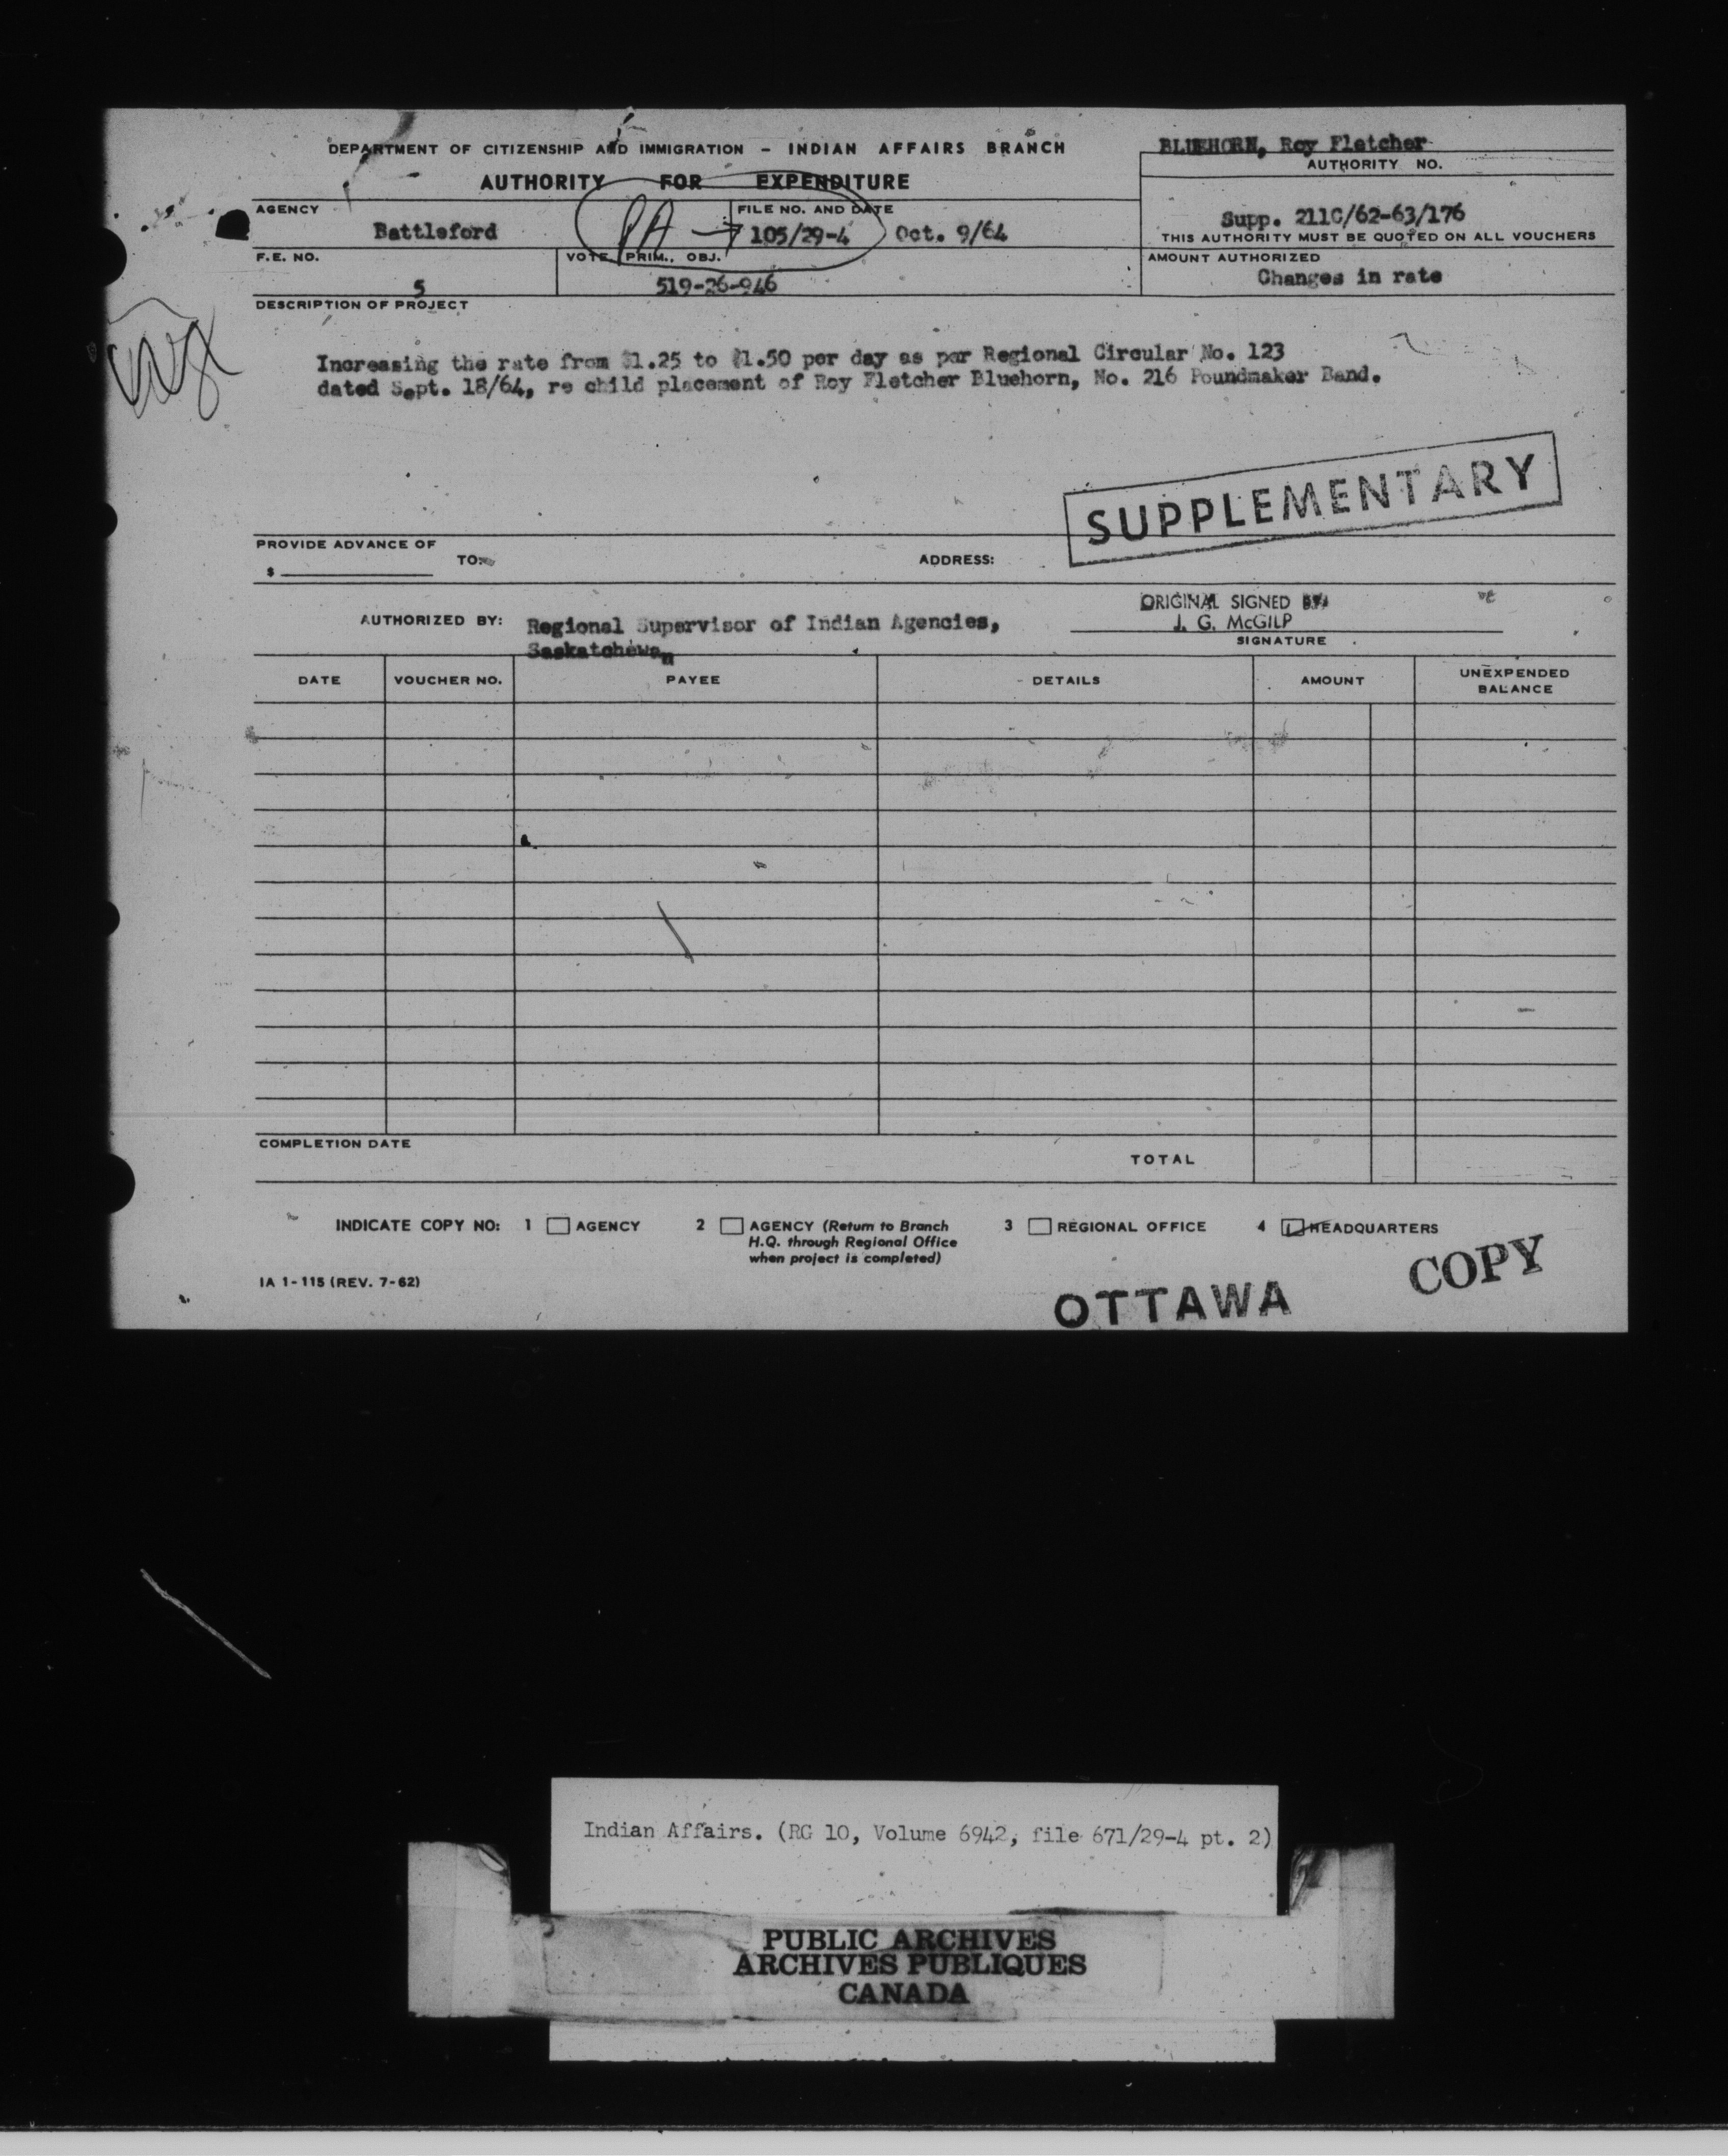 DEPARTMENT OF CITIZENSHIP AND IMMIGRATION - INDIAN AFFAIRS BRANCH
BLUEHORN, Roy Fletcher
AUTHORITY NO.
AUTHORITY FOR EXPENDITURE
AGENCY
Battleford
PA →
FILE NO. AND DATE
105/29-4 Oct. 9/64
Supp. 211C/62-63/176
THIS AUTHORITY MUST BE QUOTED ON ALL VOUCHERS
F.E. NO.
5
VOTE, PRIM., OBJ.
519-26-946
AMOUNT AUTHORIZED
Changes in rate
DESCRIPTION OF PROJECT
Increasing the rate from $1.25 to $1.50 per day as per Regional Circular No. 123
dated Sept. 18/64, re child placement of Roy Fletcher Bluehorn, No. 216 Poundmaker Band.
SUPPLEMENTARY
PROVIDE ADVANCE OF
$ TO: ADDRESS:
AUTHORIZED BY: Regional Supervisor of Indian Agencies,
Saskatchewan
ORIGINAL SIGNED BY
J. G. McGILP
SIGNATURE
DATE VOUCHER NO. PAYEE DETAILS AMOUNT UNEXPENDED
BALANCE
COMPLETION DATE
TOTAL
INDICATE COPY NO: 1 AGENCY 2 AGENCY (Return to Branch 3 REGIONAL OFFICE 4 HEADQUARTERS
H.Q. through Regional Office
when project is completed)
IA 1-115 (REV. 7-62)
COPY
OTTAWA
Indian Affairs. (RG 10, Volume 6942, file 671/29-4 pt. 2)
PUBLIC ARCHIVES
ARCHIVES PUBLIQUES
CANADA